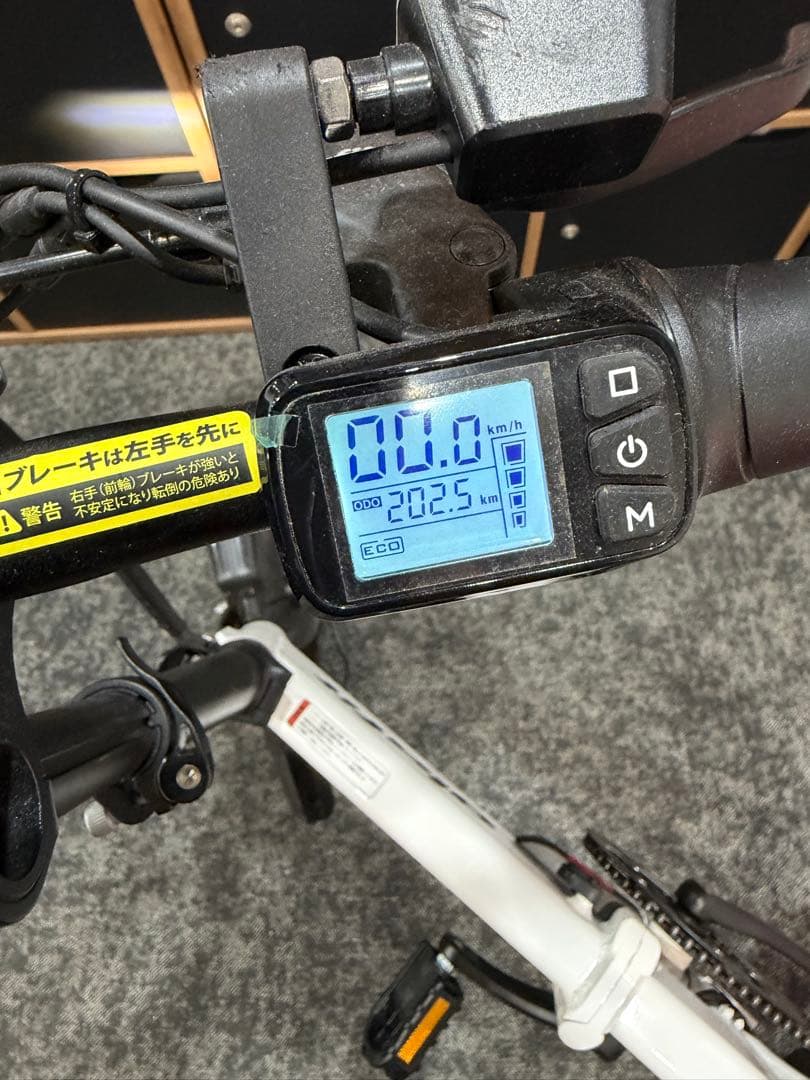 00.0 km/h
ODO 202.5 km
ECO
M
ブレーキは左手を先に
警告 右手(前輪)ブレーキが強いと
不安定になり転倒の危険あり